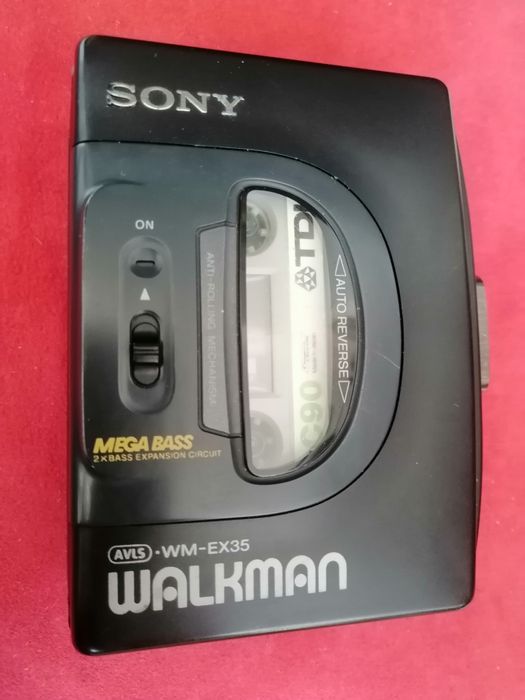 SONY
ON
ANTI-ROLLING MECHANISM
TDK
◁AUTO REVERSE▷
MEGA BASS
2×BASS EXPANSION CIRCUIT
AVLS·WM-EX35
WALKMAN